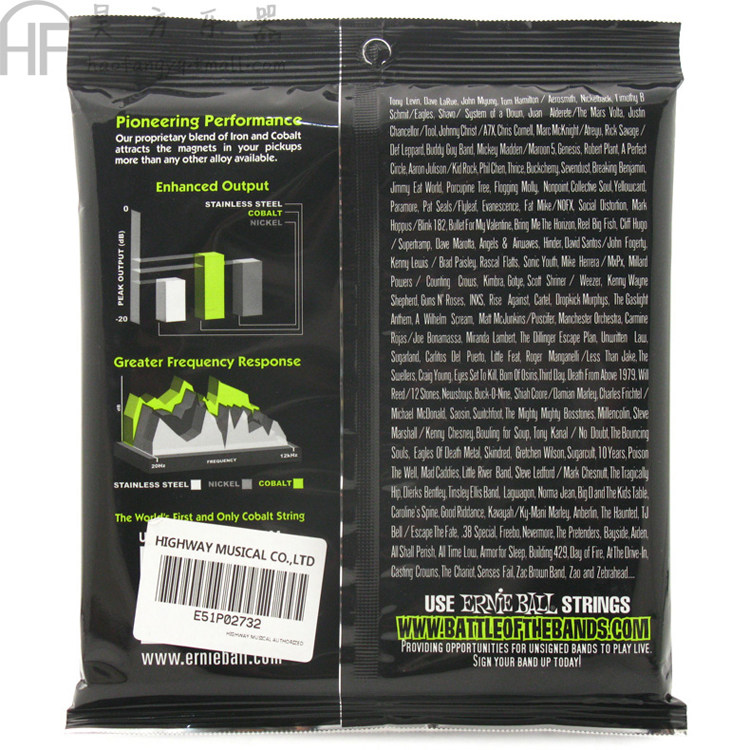 昊方乐器
Pioneering Performance
Our proprietary blend of Iron and Cobalt
attracts the magnets in your pickups
more than any other alloy available.
Enhanced Output
0
STAINLESS STEEL
COBALT
NICKEL
PEAK OUTPUT (dB)
-20
Greater Frequency Response
dB
20Hz
FREQUENCY
12kHz
STAINLESS STEEL NICKEL COBALT
The World's First and Only Cobalt String
HIGHWAY MUSICAL CO.,LTD
E51P02732
HIGHWAY MUSICAL AUTHORIZED
www.ernieball.com
Tony Levin, Dave LaRue, John Myung, Tom Hamilton / Aerosmith, Nickelback, Timothy B
Schmit/Eagles, Shavo/ System of a Down, Juan Alderete/The Mars Volta, Justin
Chancellor/Tool, Johnny Christ / A7X, Chris Cornell, Marc McKnight/Atreyu, Rick Savage /
Def Leppard, Buddy Guy Band, Mickey Madden/Maroon 5, Genesis, Robert Plant, A Perfect
Circle, Aaron Julison/Kid Rock, Phil Chen, Thrice, Buckcherry, Sevendust, Breaking Benjamin,
Jimmy Eat World, Porcupine Tree, Flogging Molly, Nonpoint, Collective Soul, Yellowcard,
Paramore, Pat Seals/Flyleaf, Evanescence, Fat Mike/NOFX, Social Distortion, Mark
Hoppus/Blink 182, Bullet For My Valentine, Bring Me The Horizon, Reel Big Fish, Cliff Hugo
/ Supertramp, Dave Marotta, Angels & Airwaves, Hinder, David Santos/ John Fogerty,
Kenny Lewis / Brad Paisley, Rascal Flatts, Sonic Youth, Mike Herrera / MxPx, Millard
Powers / Counting Crows, Kimbra, Gotye, Scott Shriner / Weezer, Kenny Wayne
Shepherd, Guns N' Roses, INXS, Rise Against, Cartel, Dropkick Murphys, The Gaslight
Anthem, A Wilhelm Scream, Matt McJunkins/Puscifer, Manchester Orchestra, Carmine
Rojas/Joe Bonamassa, Miranda Lambert, The Dillinger Escape Plan, Unwritten Law,
Sugarland, Carlitos Del Puerto, Little Feat, Roger Manganelli /Less Than Jake, The
Swellers, Craig Young, Eyes Set To Kill, Born Of Osiris, Third Day, Death From Above 1979, Will
Reed/12 Stones, Newsboys, Buck-O-Nine, Shiah Coore/Damian Marley, Charles Frichtel /
Michael McDonald, Saosin, Switchfoot, The Mighty Mighty Bosstones, Millencolin, Steve
Marshall / Kenny Chesney, Bowling for Soup, Tony Kanal / No Doubt, The Bouncing
Souls, Eagles Of Death Metal, Skindred, Gretchen Wilson, Sugarcult, 10 Years, Poison
The Well, Mad Caddies, Little River Band, Steve Ledford / Mark Chesnutt, The Tragically
Hip, Dierks Bentley, Tinsley Ellis Band, Lagwagon, Norma Jean, Big D and The Kids Table,
Caroline's Spine, Good Riddance, Kavayah/Ky-Mani Marley, Anberlin, The Haunted, TJ
Bell / Escape The Fate, .38 Special, Freebo, Nevermore, The Pretenders, Bayside, Aiden,
All Shall Perish, All Time Low, Armor for Sleep, Building 429, Day of Fire, At The Drive-In,
Casting Crowns, The Chariot, Senses Fail, Zac Brown Band, Zao and Zebrahead....
USE ERNIE BALL STRINGS
WWW.BATTLEOFTHEBANDS.COM
PROVIDING OPPORTUNITIES FOR UNSIGNED BANDS TO PLAY LIVE.
SIGN YOUR BAND UP TODAY!